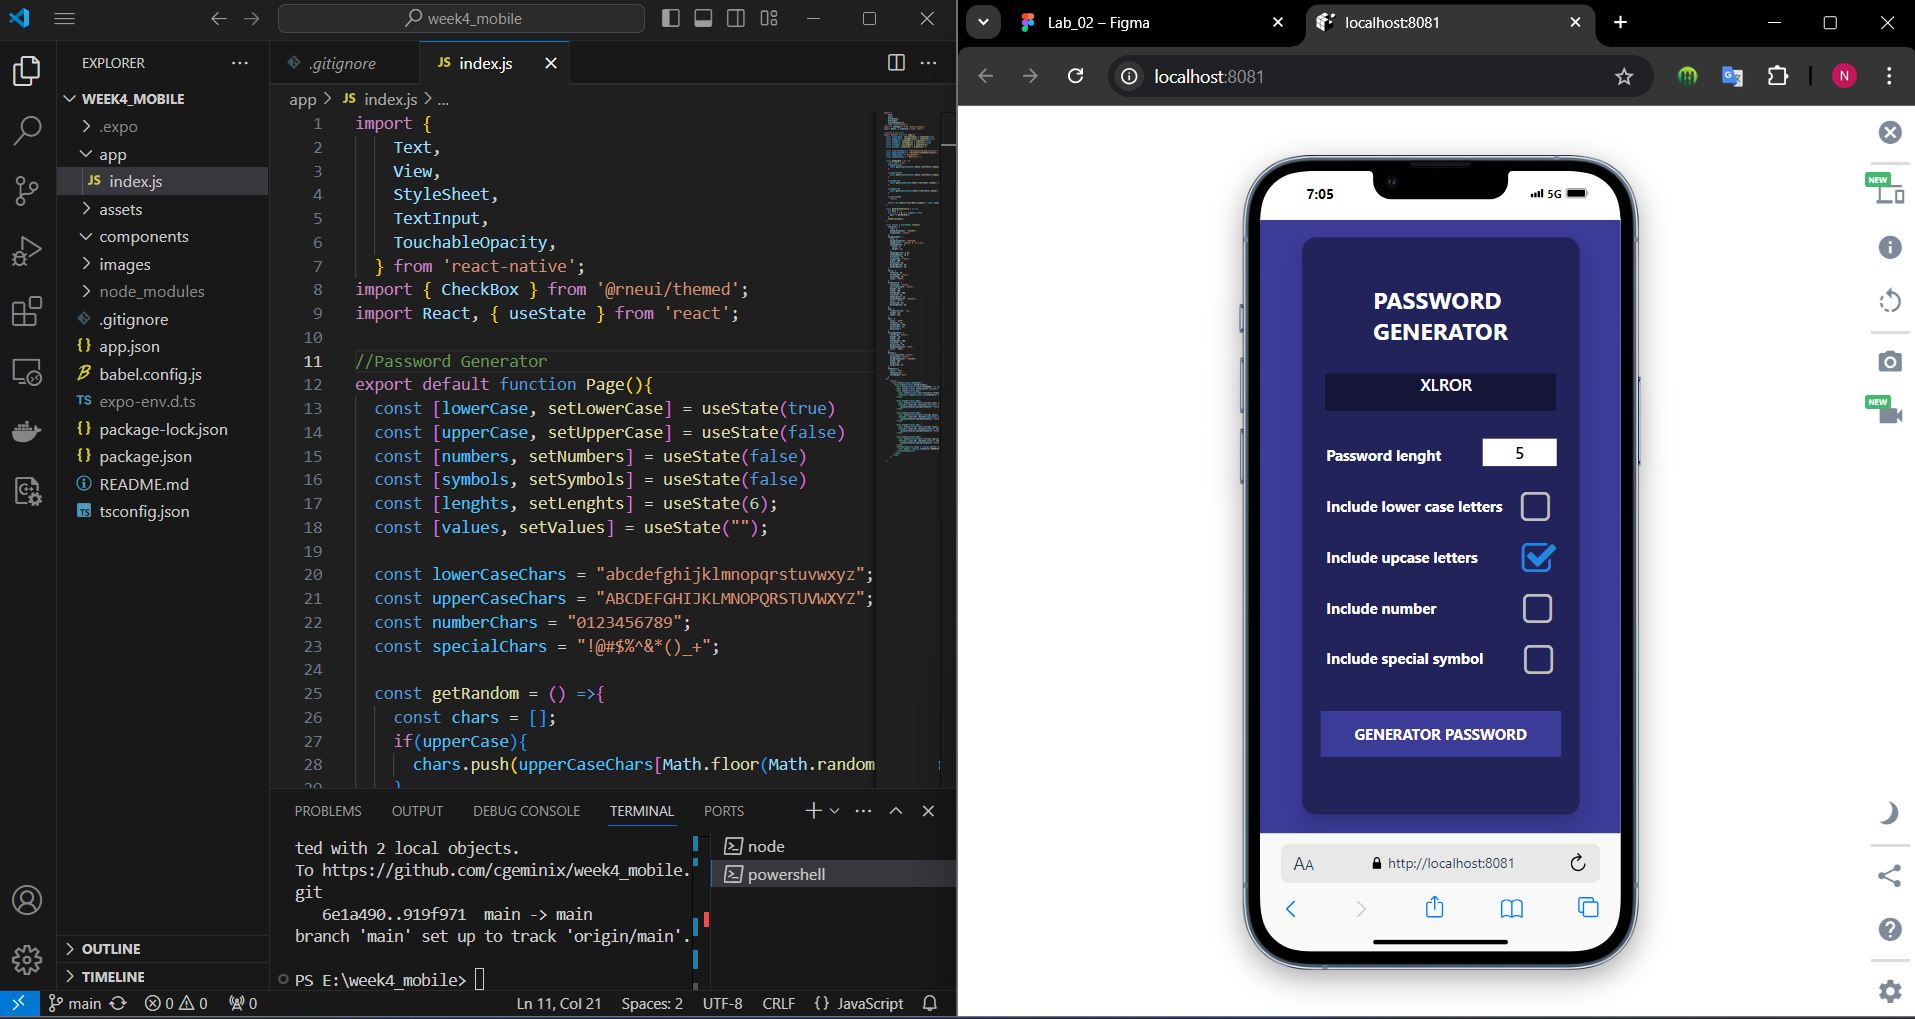 week4_mobile
EXPLORER
WEEK4_MOBILE
.expo
app
JS index.js
assets
components
images
node_modules
.gitignore
{} app.json
babel.config.js
TS expo-env.d.ts
{} package-lock.json
{} package.json
README.md
TS tsconfig.json
OUTLINE
TIMELINE
.gitignore
JS index.js
app > JS index.js > ...
1 import {
2 Text,
3 View,
4 StyleSheet,
5 TextInput,
6 TouchableOpacity,
7 } from 'react-native';
8 import { CheckBox } from '@rneui/themed';
9 import React, { useState } from 'react';
10
11 //Password Generator
12 export default function Page(){
13 const [lowerCase, setLowerCase] = useState(true)
14 const [upperCase, setUpperCase] = useState(false)
15 const [numbers, setNumbers] = useState(false)
16 const [symbols, setSymbols] = useState(false)
17 const [lenghts, setLenghts] = useState(6);
18 const [values, setValues] = useState("");
19
20 const lowerCaseChars = "abcdefghijklmnopqrstuvwxyz";
21 const upperCaseChars = "ABCDEFGHIJKLMNOPQRSTUVWXYZ";
22 const numberChars = "0123456789";
23 const specialChars = "!@#$%^&*()_+";
24
25 const getRandom = () =>{
26 const chars = [];
27 if(upperCase){
28 chars.push(upperCaseChars[Math.floor(Math.random
29 }
PROBLEMS OUTPUT DEBUG CONSOLE TERMINAL PORTS
ted with 2 local objects.
To https://github.com/cgeminix/week4_mobile.
git
6e1a490..919f971 main -> main
branch 'main' set up to track 'origin/main'.
PS E:\week4_mobile>
node
powershell
main 0 0 0 Ln 11, Col 21 Spaces: 2 UTF-8 CRLF {} JavaScript
Lab_02 – Figma
localhost:8081
localhost:8081
N
NEW
NEW
7:05
5G
PASSWORD
GENERATOR
XLROR
Password lenght 5
Include lower case letters
Include upcase letters
Include number
Include special symbol
GENERATOR PASSWORD
AA http://localhost:8081